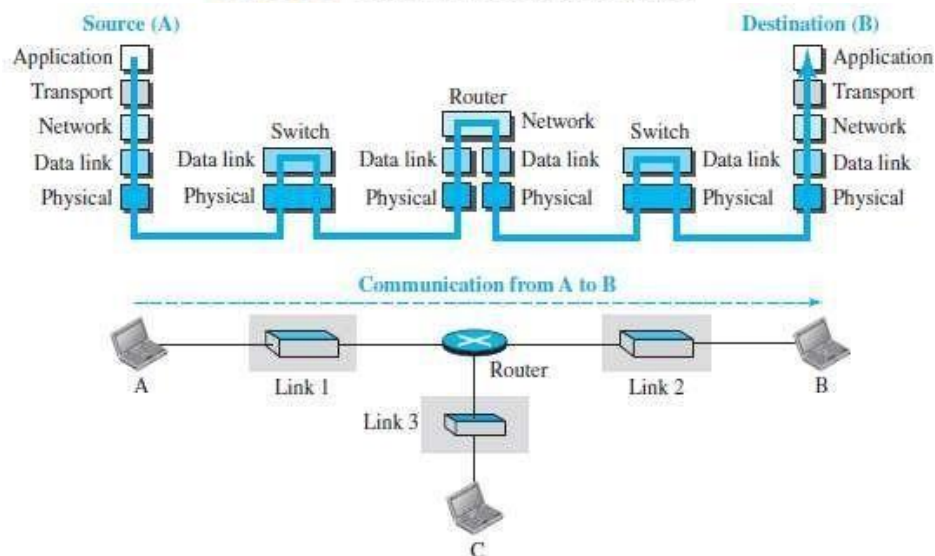 Source (A)
Destination (B)
Application
Transport
Network
Data link
Physical
Switch
Data link
Physical
Router
Network
Data link
Data link
Physical
Physical
Switch
Data link
Physical
Application
Transport
Network
Data link
Physical
Communication from A to B
A
Link 1
Router
Link 2
B
Link 3
C